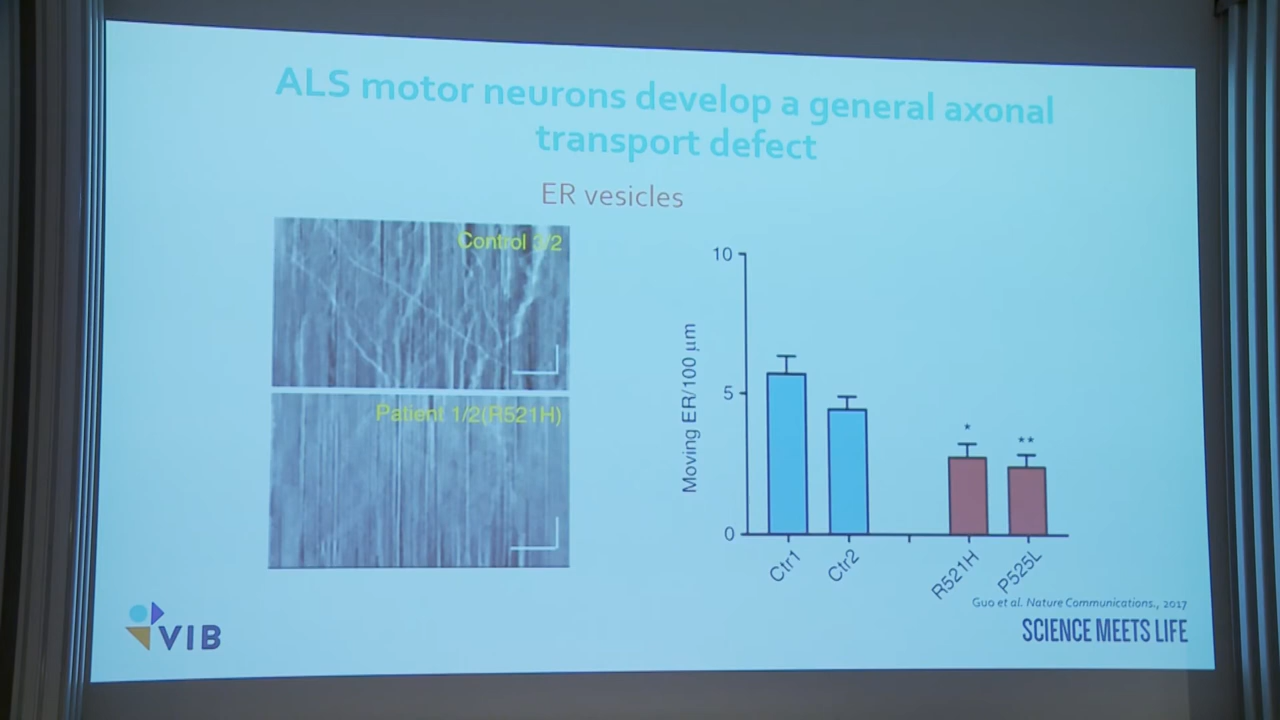 ALS motor neurons develop a general axonal
transport defect
ER vesicles
Control 3/2
Patient 1/2(R521H)
10
5
0
Moving ER/100 µm
*
**
Ctr1
Ctr2
R521H
P525L
Guo et al. Nature Communications., 2017
VIB
SCIENCE MEETS LIFE